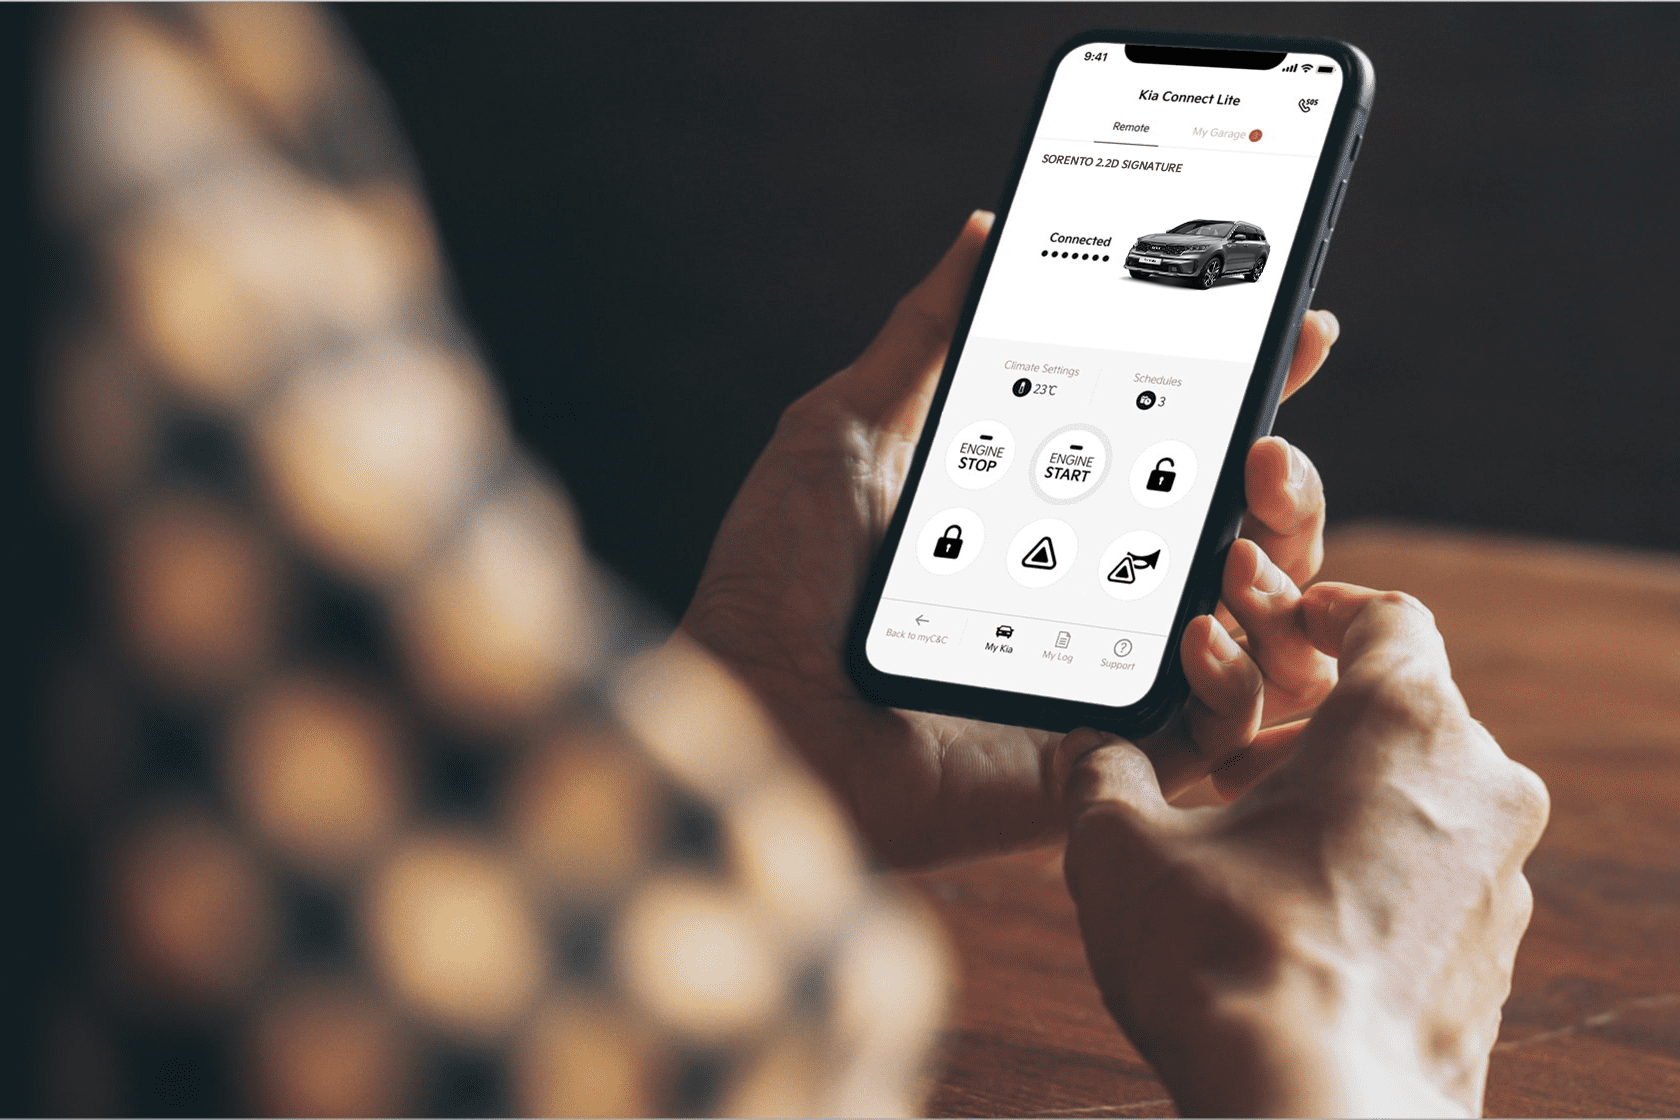 9:41
Kia Connect Lite
SOS
Remote
My Garage 3
SORENTO 2.2D SIGNATURE
Connected
Climate Settings
23℃
Schedules
3
ENGINE
STOP
ENGINE
START
Back to myC&C
My Kia
My Log
Support